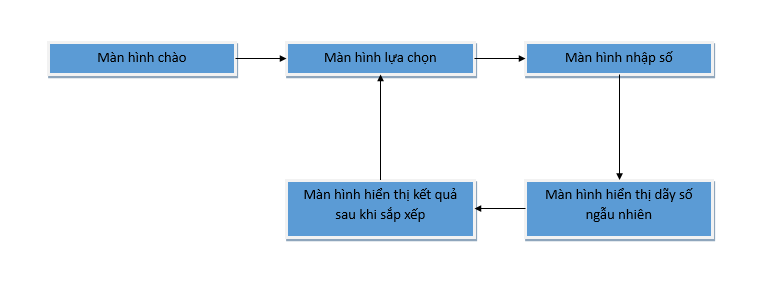 Màn hình chào
Màn hình lựa chọn
Màn hình nhập số
Màn hình hiển thị kết quả
sau khi sắp xếp
Màn hình hiển thị dãy số
ngẫu nhiên